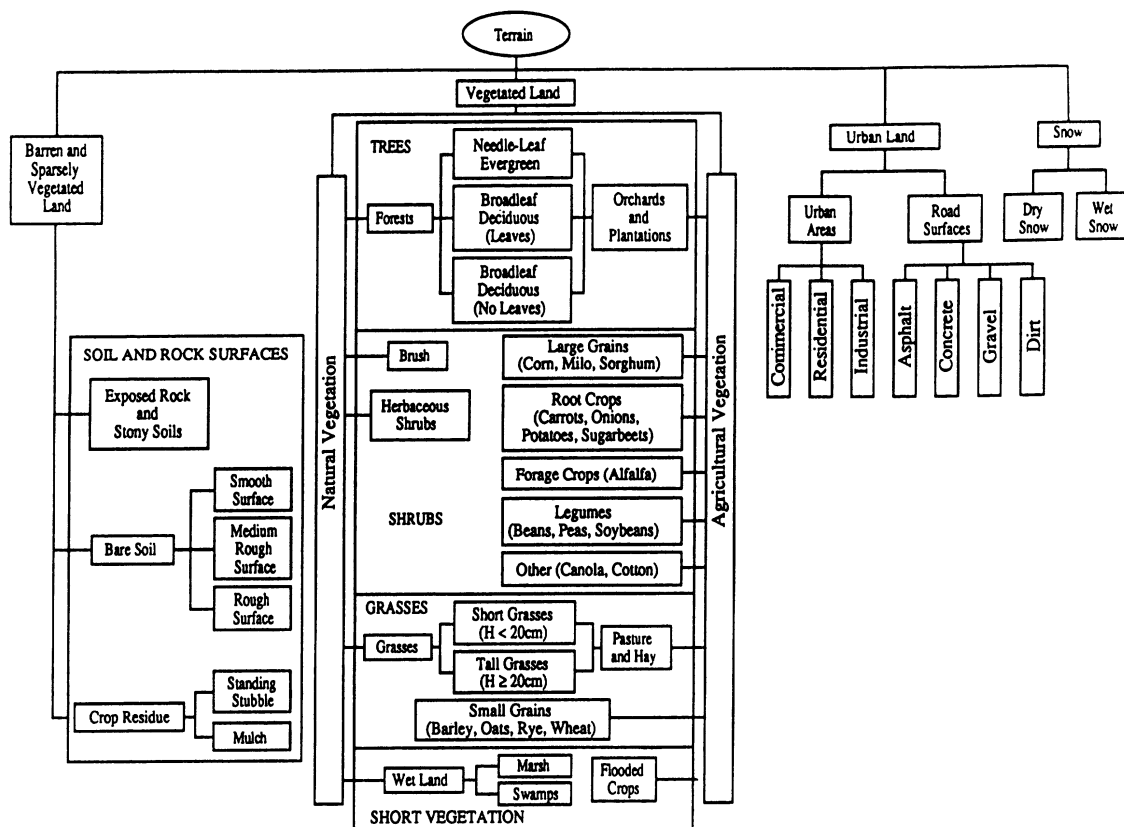 Terrain
Vegetated Land
Barren and
Sparsely
Vegetated
Land
SOIL AND ROCK SURFACES
Exposed Rock
and
Stony Soils
Bare Soil
Smooth
Surface
Medium
Rough
Surface
Rough
Surface
Crop Residue
Standing
Stubble
Mulch
Natural Vegetation
TREES
Forests
Needle-Leaf
Evergreen
Broadleaf
Deciduous
(Leaves)
Broadleaf
Deciduous
(No Leaves)
Orchards
and
Plantations
Brush
Herbaceous
Shrubs
SHRUBS
Large Grains
(Corn, Milo, Sorghum)
Root Crops
(Carrots, Onions,
Potatoes, Sugarbeets)
Forage Crops (Alfalfa)
Legumes
(Beans, Peas, Soybeans)
Other (Canola, Cotton)
GRASSES
Grasses
Short Grasses
(H < 20cm)
Tall Grasses
(H ≥ 20cm)
Pasture
and Hay
Small Grains
(Barley, Oats, Rye, Wheat)
Wet Land
Marsh
Swamps
Flooded
Crops
SHORT VEGETATION
Agricultural Vegetation
Urban Land
Urban
Areas
Commercial
Residential
Industrial
Road
Surfaces
Asphalt
Concrete
Gravel
Dirt
Snow
Dry
Snow
Wet
Snow